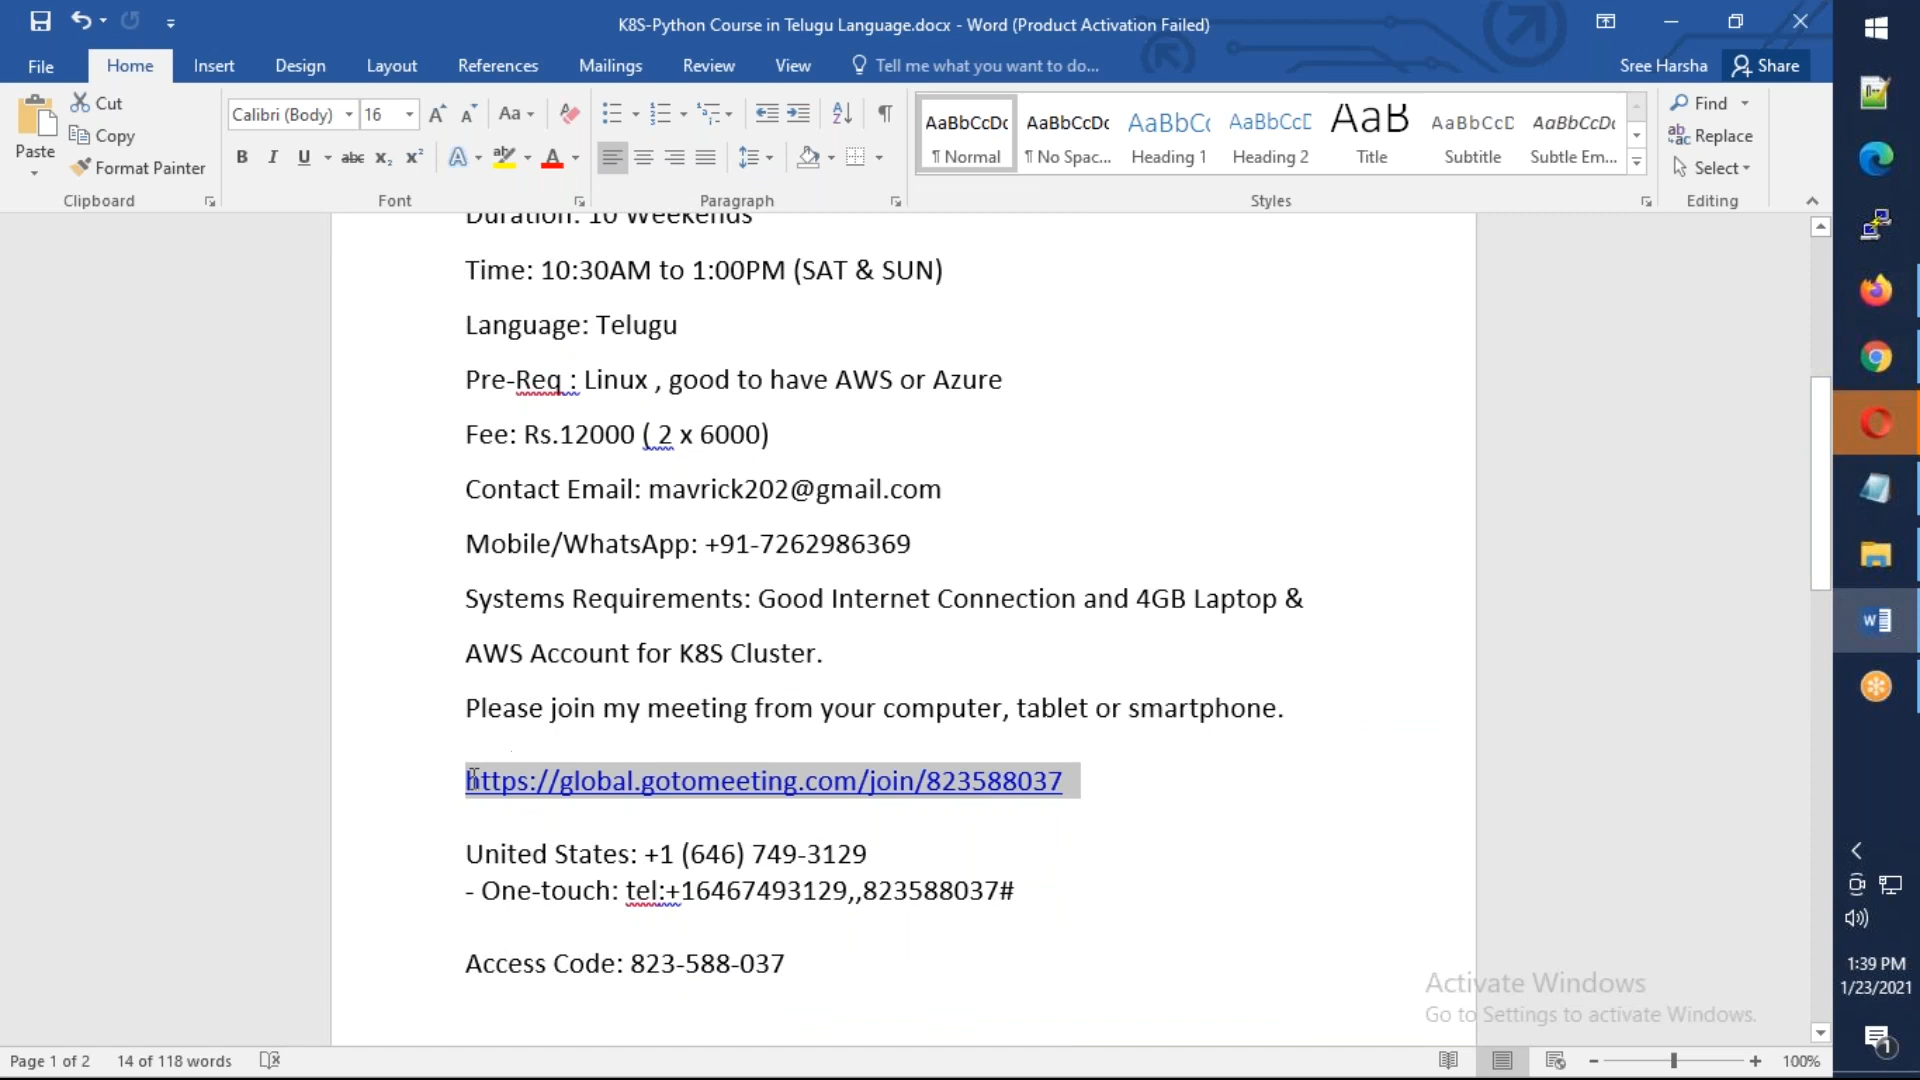 K8S-Python Course in Telugu Language.docx - Word (Product Activation Failed)
File Home Insert Design Layout References Mailings Review View Tell me what you want to do... Sree Harsha Share
Paste
Cut
Copy
Format Painter
Clipboard
Calibri (Body) 16
Font
Paragraph
AaBbCcDc AaBbCcDc AaBbCc AaBbCcD AaB AaBbCcD AaBbCcDc
¶ Normal ¶ No Spac... Heading 1 Heading 2 Title Subtitle Subtle Em...
Styles
Find
Replace
Select
Editing
Duration: 10 Weekends
Time: 10:30AM to 1:00PM (SAT & SUN)
Language: Telugu
Pre-Req : Linux , good to have AWS or Azure
Fee: Rs.12000 ( 2 x 6000)
Contact Email: mavrick202@gmail.com
Mobile/WhatsApp: +91-7262986369
Systems Requirements: Good Internet Connection and 4GB Laptop &
AWS Account for K8S Cluster.
Please join my meeting from your computer, tablet or smartphone.
https://global.gotomeeting.com/join/823588037
United States: +1 (646) 749-3129
- One-touch: tel:+16467493129,,823588037#
Access Code: 823-588-037
Activate Windows
Go to Settings to activate Windows.
Page 1 of 2 14 of 118 words 100%
1:39 PM
1/23/2021
1